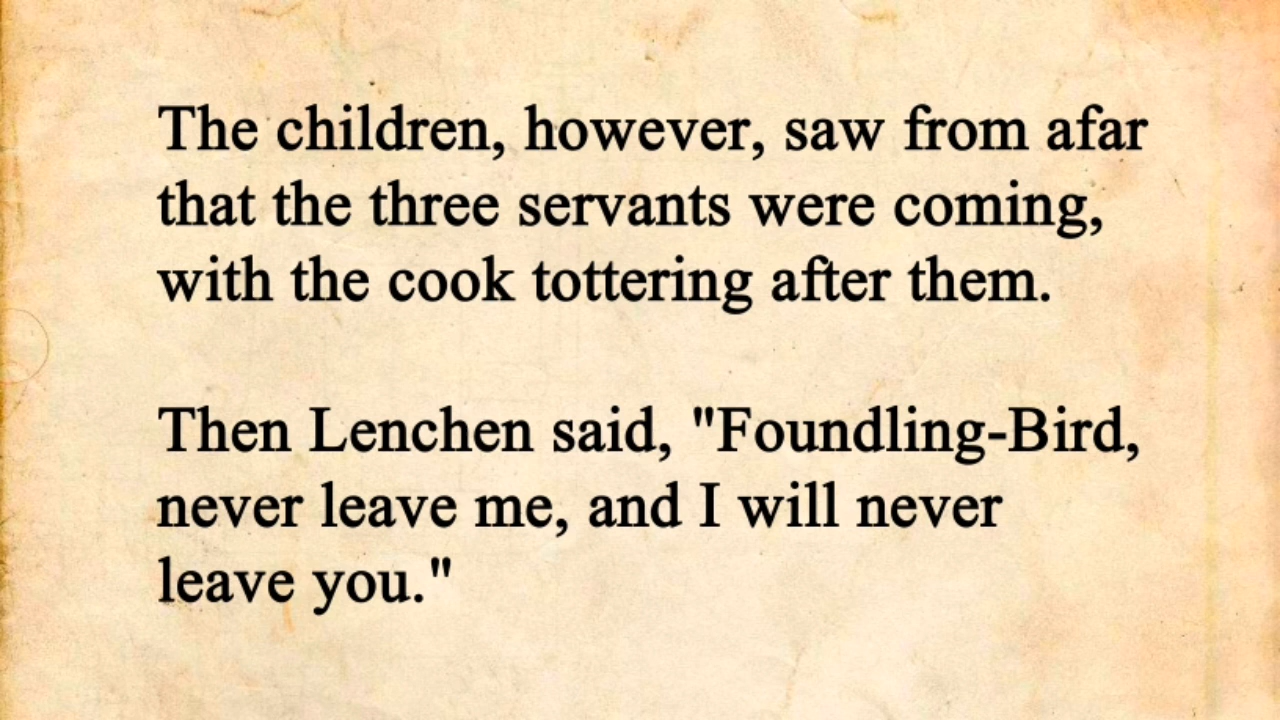 The children, however, saw from afar
that the three servants were coming,
with the cook tottering after them.
Then Lenchen said, "Foundling-Bird,
never leave me, and I will never
leave you."